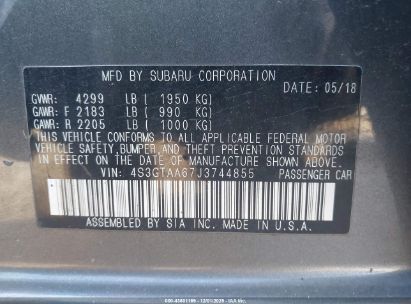 MFD BY SUBARU CORPORATION
DATE: 05/18
GVWR: 4299 LB ( 1950 KG)
GAWR: F 2183 LB ( 990 KG)
GAWR: R 2205 LB ( 1000 KG)
THIS VEHICLE CONFORMS TO ALL APPLICABLE FEDERAL MOTOR
VEHICLE SAFETY, BUMPER, AND THEFT PREVENTION STANDARDS
IN EFFECT ON THE DATE OF MANUFACTURE SHOWN ABOVE.
VIN: 4S3GTAA67J3744855 PASSENGER CAR
ASSEMBLED BY SIA INC. IN U.S.A.